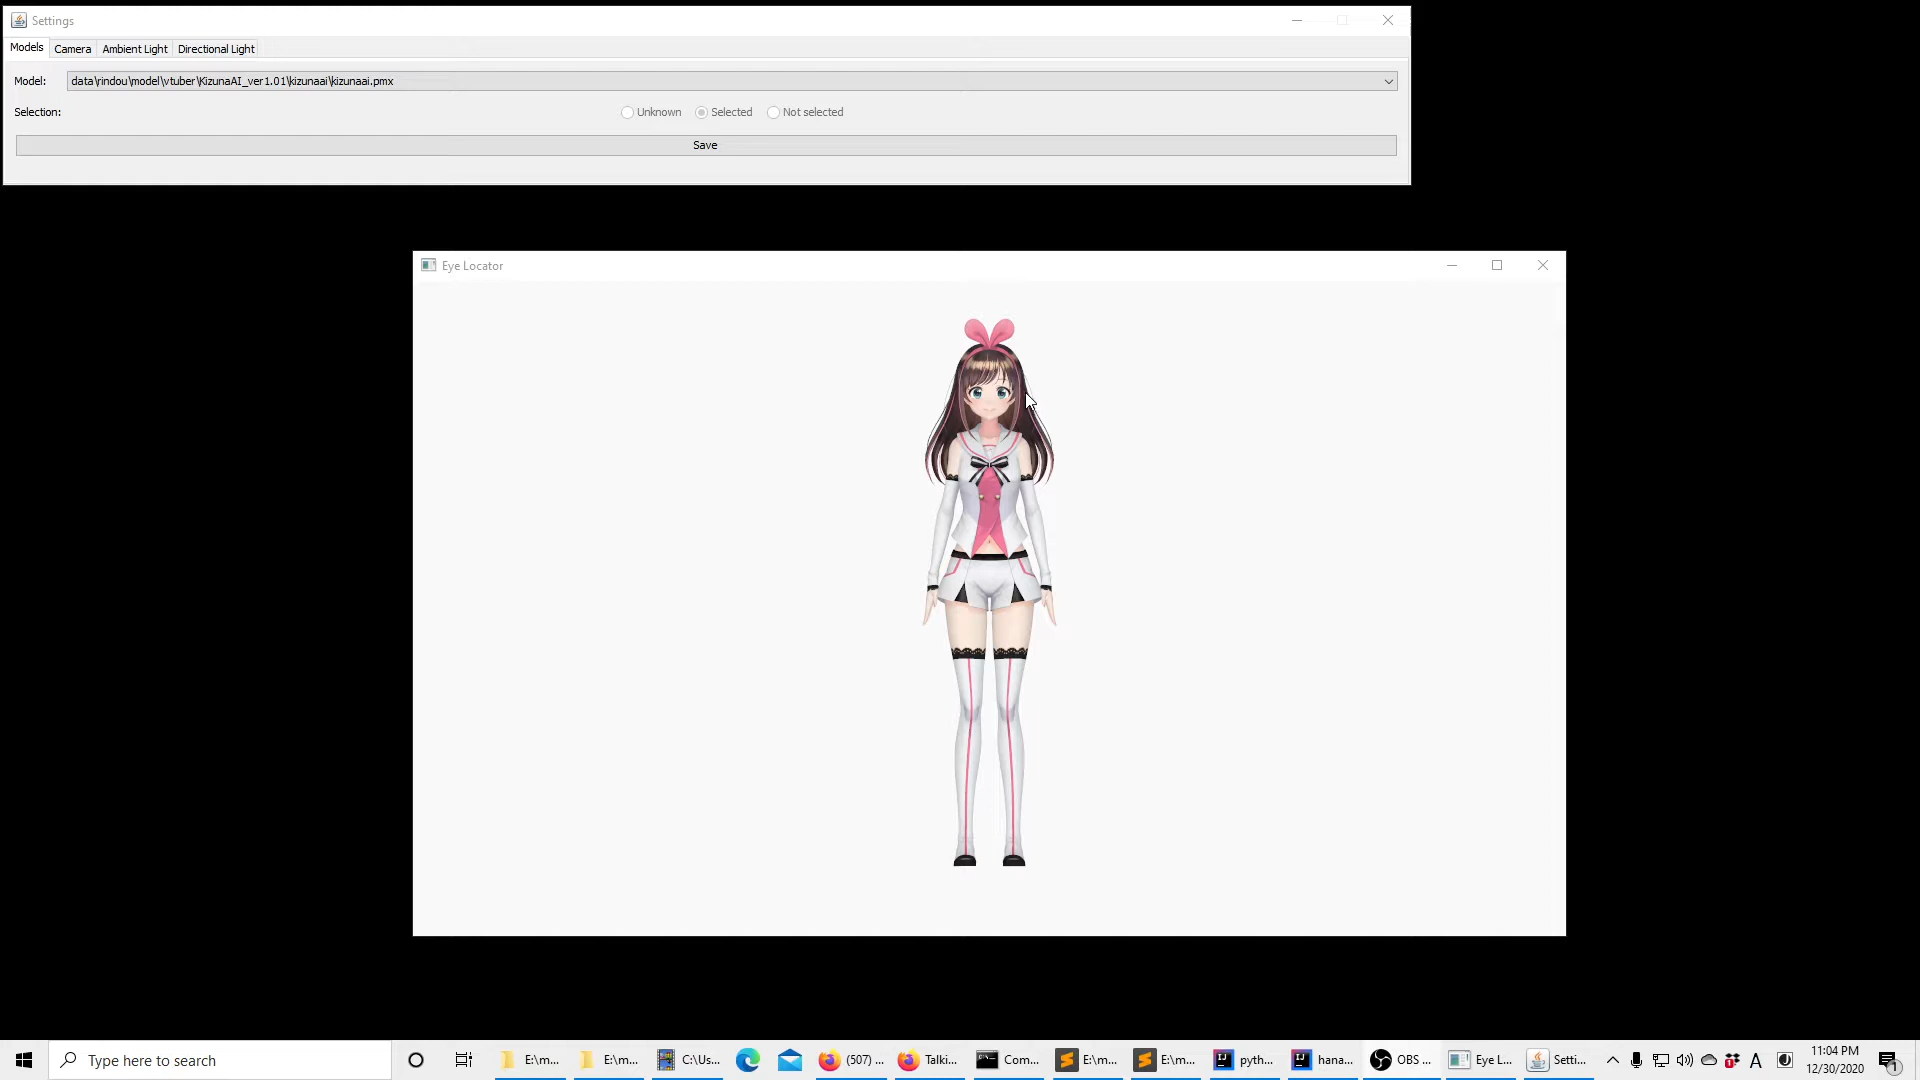 Settings
Models Camera Ambient Light Directional Light
Model: data\rindou\model\vtuber\KizunaAI_ver1.01\kizunaai\kizunaai.pmx
Selection: Unknown Selected Not selected
Save
Eye Locator
Type here to search E:\m... E:\m... C:\Us... (507) ... Talki... Com... E:\m... E:\m... pyth... hana... OBS ... Eye L... Setti... A 11:04 PM
12/30/2020 1